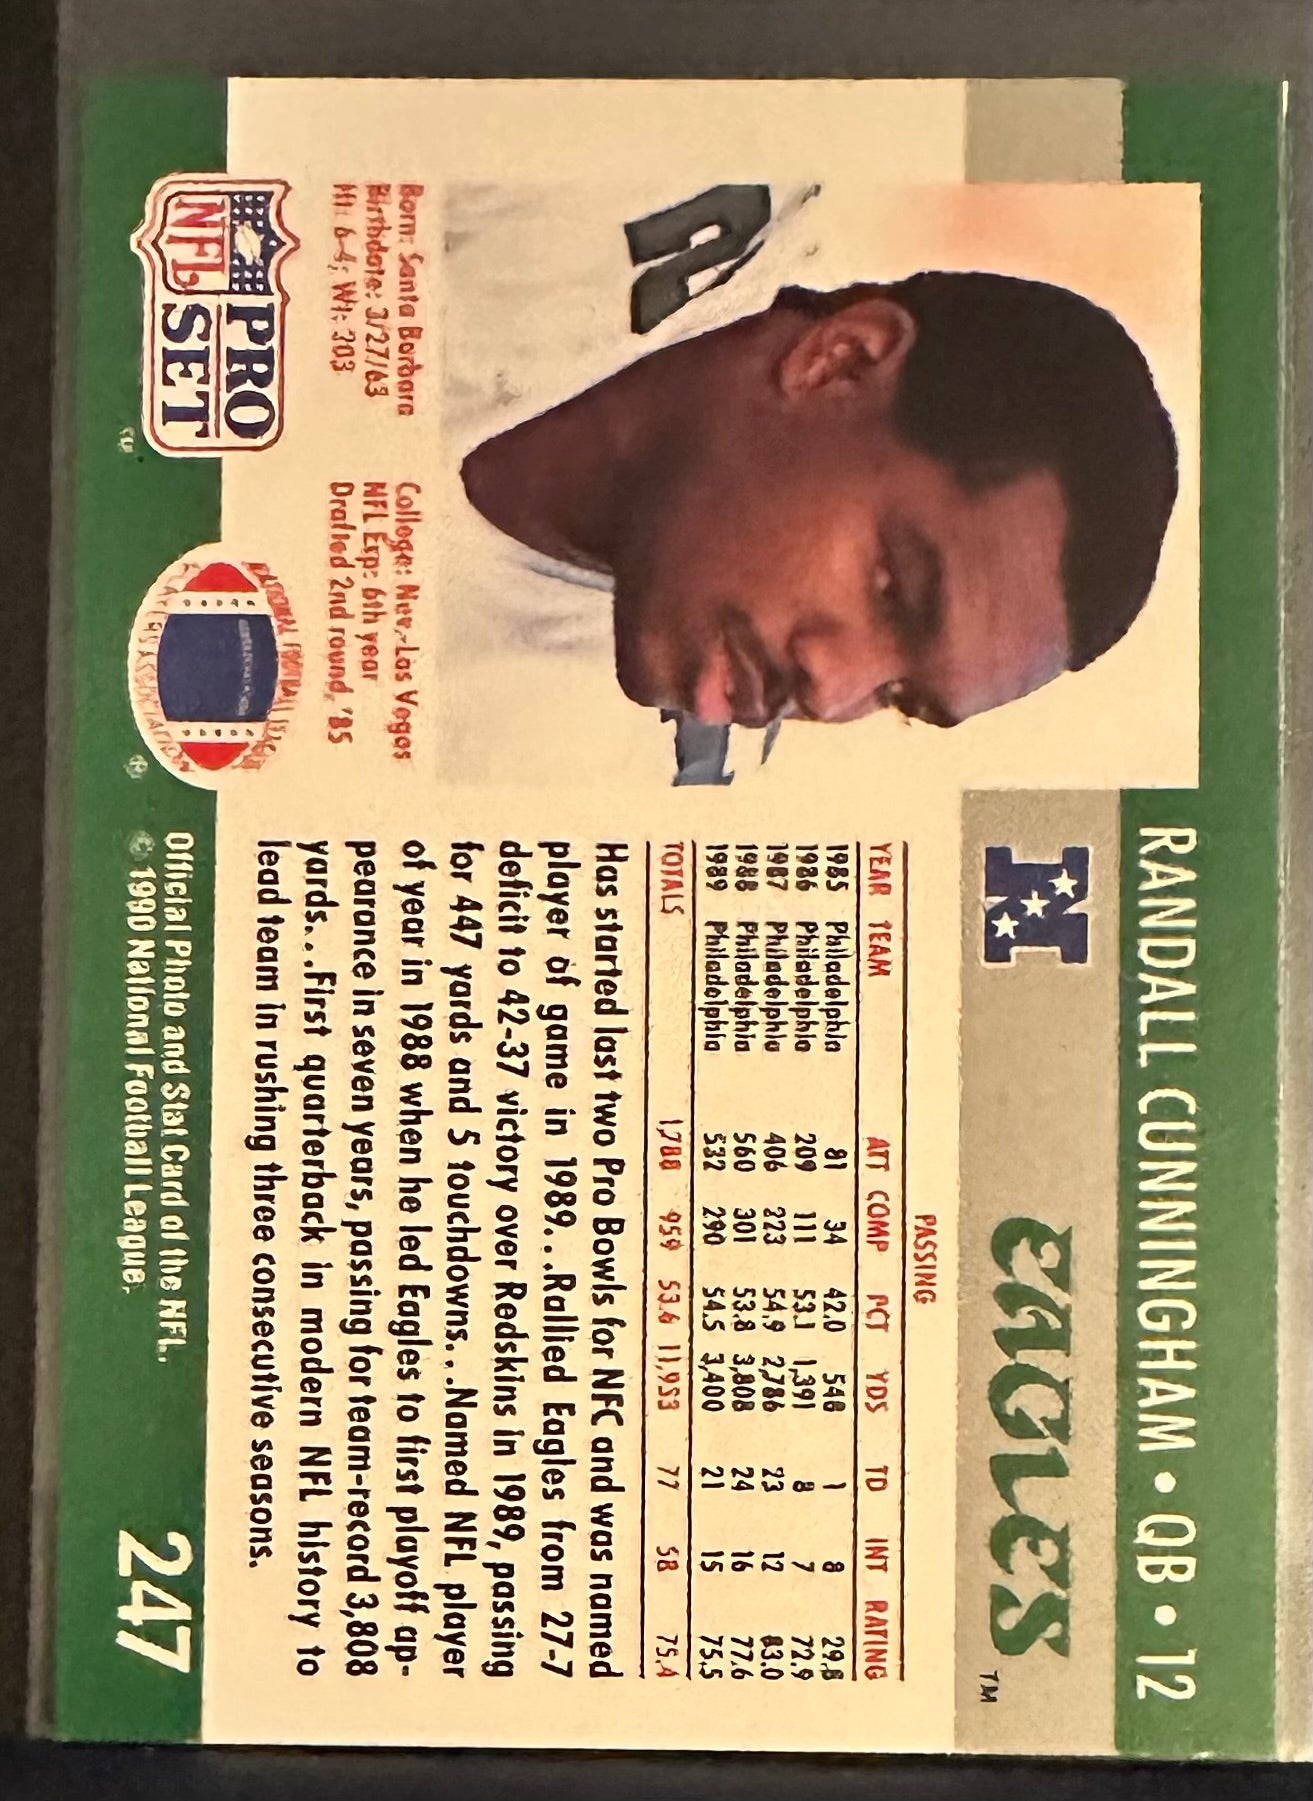 RANDALL CUNNINGHAM • QB • 12
eagles TM
2
PASSING
YEAR TEAM ATT COMP PCT YDS TD INT RATING
1985 Philadelphia 81 34 42.0 548 1 8 29.8
1986 Philadelphia 209 111 53.1 1,391 8 7 72.9
1987 Philadelphia 406 223 54.9 2,786 23 12 83.0
1988 Philadelphia 560 301 53.8 3,808 24 16 77.6
1989 Philadelphia 532 290 54.5 3,400 21 15 75.5
TOTALS 1,788 959 53.6 11,953 77 58 75.4
Has started last two Pro Bowls for NFC and was named
player of game in 1989...Rallied Eagles from 27-7
deficit to 42-37 victory over Redskins in 1989, passing
for 447 yards and 5 touchdowns...Named NFL player
of year in 1988 when he led Eagles to first playoff ap-
pearance in seven years, passing for team-record 3,808
yards...First quarterback in modern NFL history to
lead team in rushing three consecutive seasons.
Born: Santa Barbara
Birthdate: 3/27/63
Ht: 6-4; Wt: 203
College: Nev.-Las Vegas
NFL Exp: 6th year
Drafted 2nd round, '85
NFL PRO SET
TM
NATIONAL FOOTBALL LEAGUE
PLAYERS ASSOCIATION
®
Official Photo and Stat Card of the NFL.
© 1990 National Football League.
247